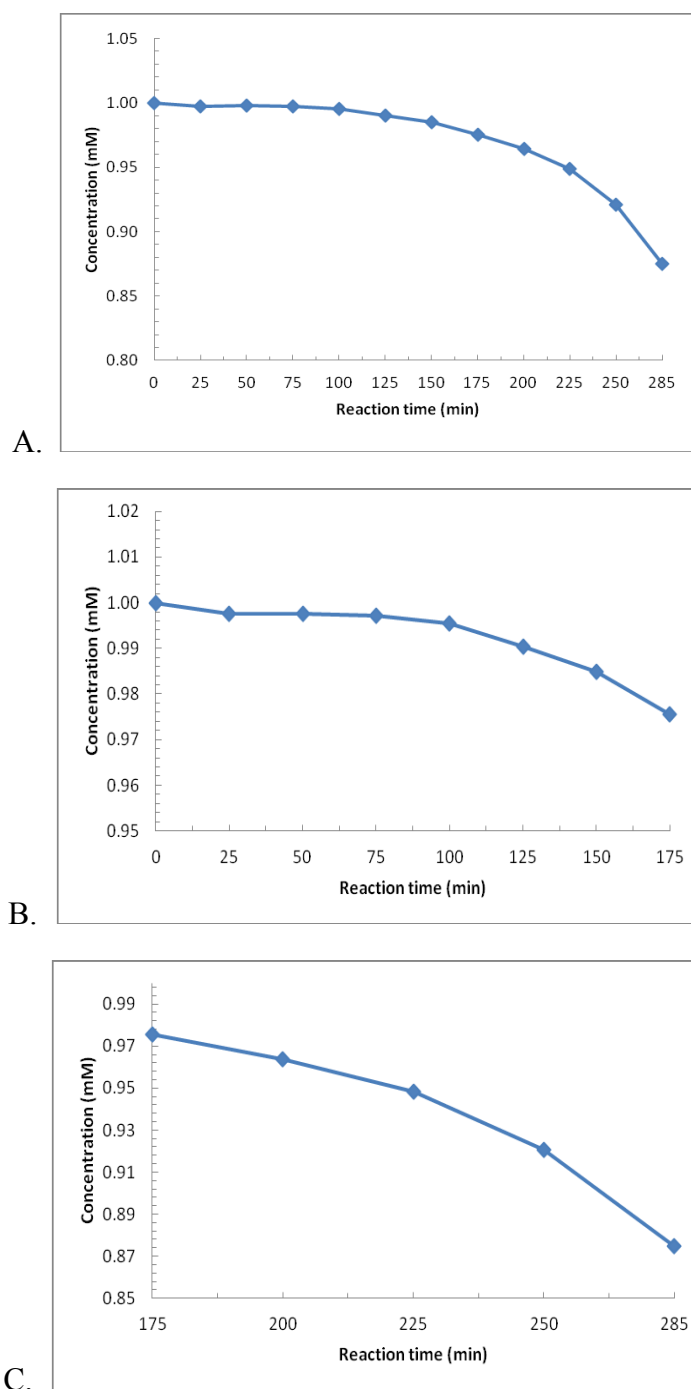 1.05
1.00
0.95
0.90
0.85
0.80
Concentration (mM)
0 25 50 75 100 125 150 175 200 225 250 285
Reaction time (min)
A.
1.02
1.01
1.00
0.99
0.98
0.97
0.96
0.95
Concentration (mM)
0 25 50 75 100 125 150 175
Reaction time (min)
B.
0.99
0.97
0.95
0.93
0.91
0.89
0.87
0.85
Concentration (mM)
175 200 225 250 285
Reaction time (min)
C.